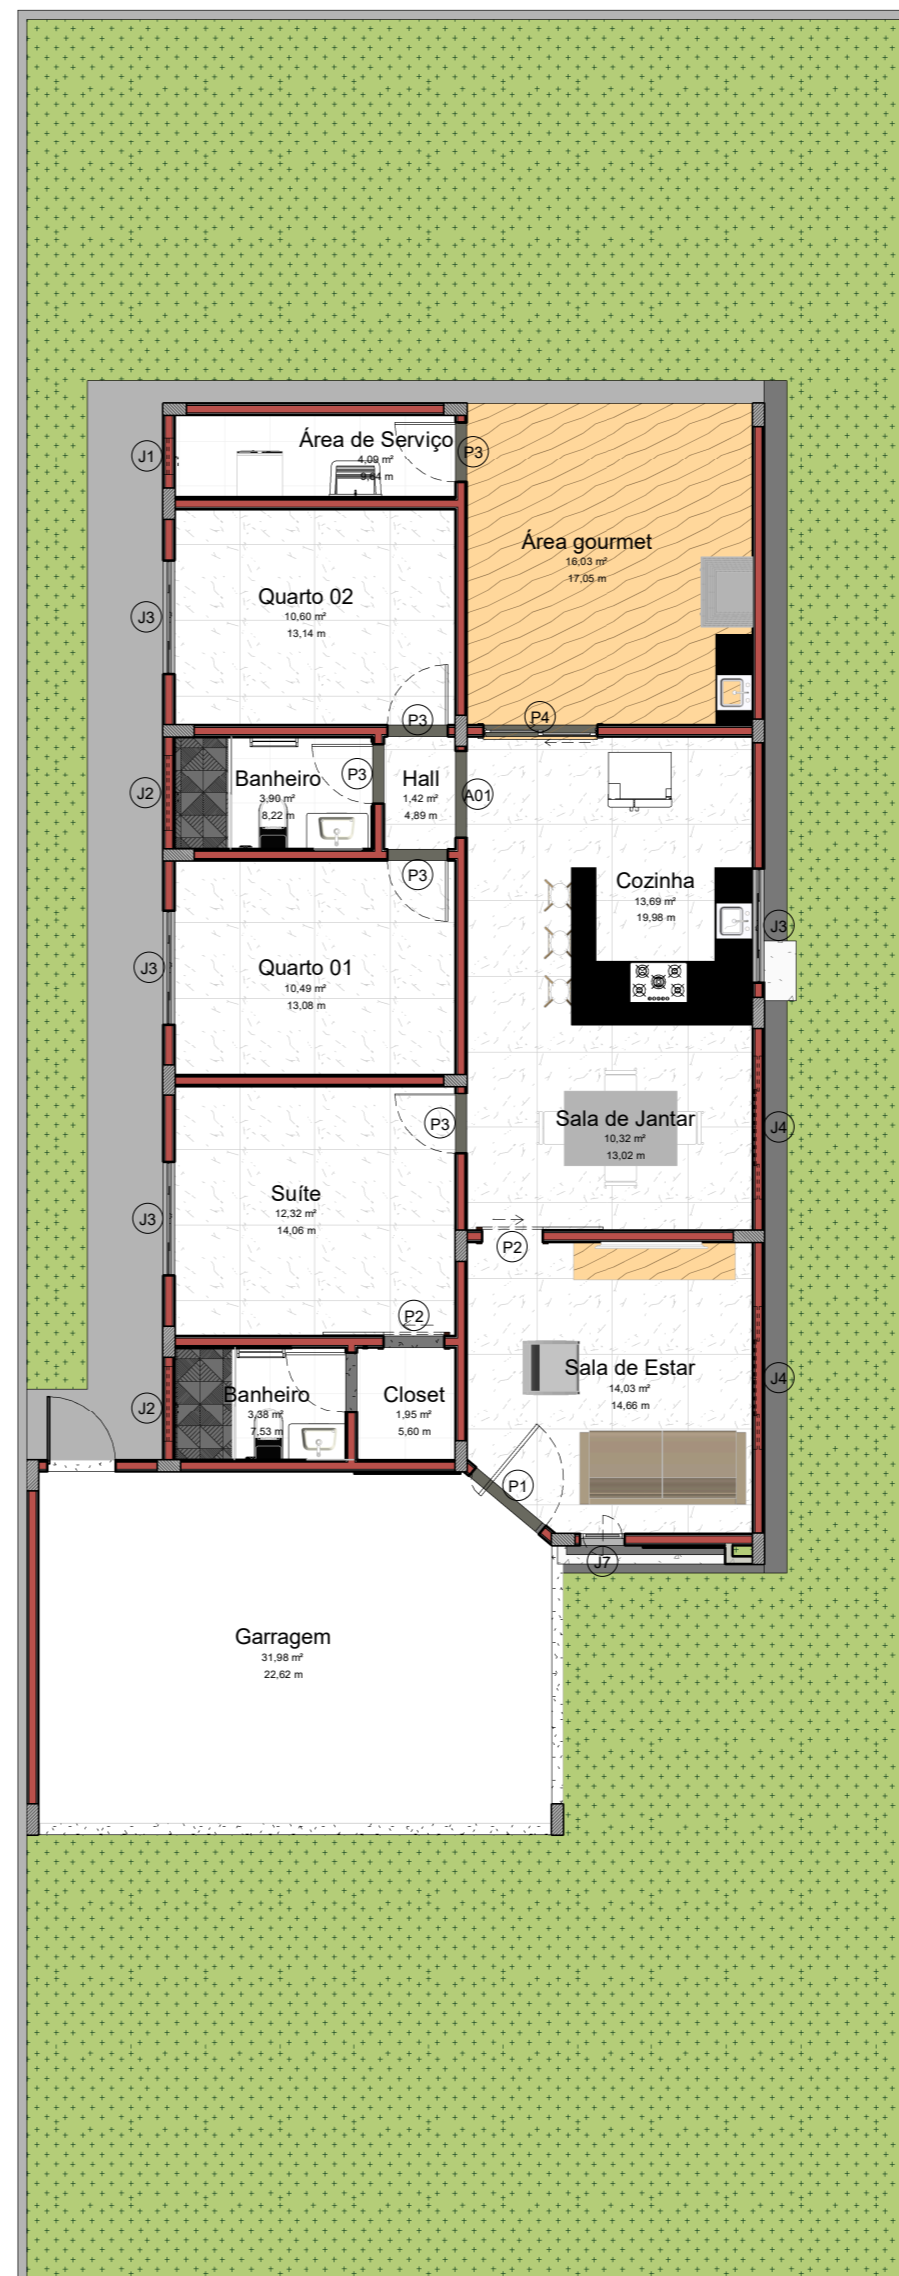 Área de Serviço
4,09 m²
9,64 m
J1
P3
Área gourmet
16,03 m²
17,05 m
Quarto 02
10,60 m²
13,14 m
J3
P3
P4
Banheiro
3,90 m²
8,22 m
J2
P3
Hall
1,42 m²
4,89 m
A01
P3
Cozinha
13,69 m²
19,98 m
J3
Quarto 01
10,49 m²
13,08 m
J3
P3
Sala de Jantar
10,32 m²
13,02 m
J4
Suíte
12,32 m²
14,06 m
J3
P2
P2
Banheiro
3,38 m²
7,53 m
J2
Closet
1,95 m²
5,60 m
Sala de Estar
14,03 m²
14,66 m
J4
P1
J7
Garragem
31,98 m²
22,62 m